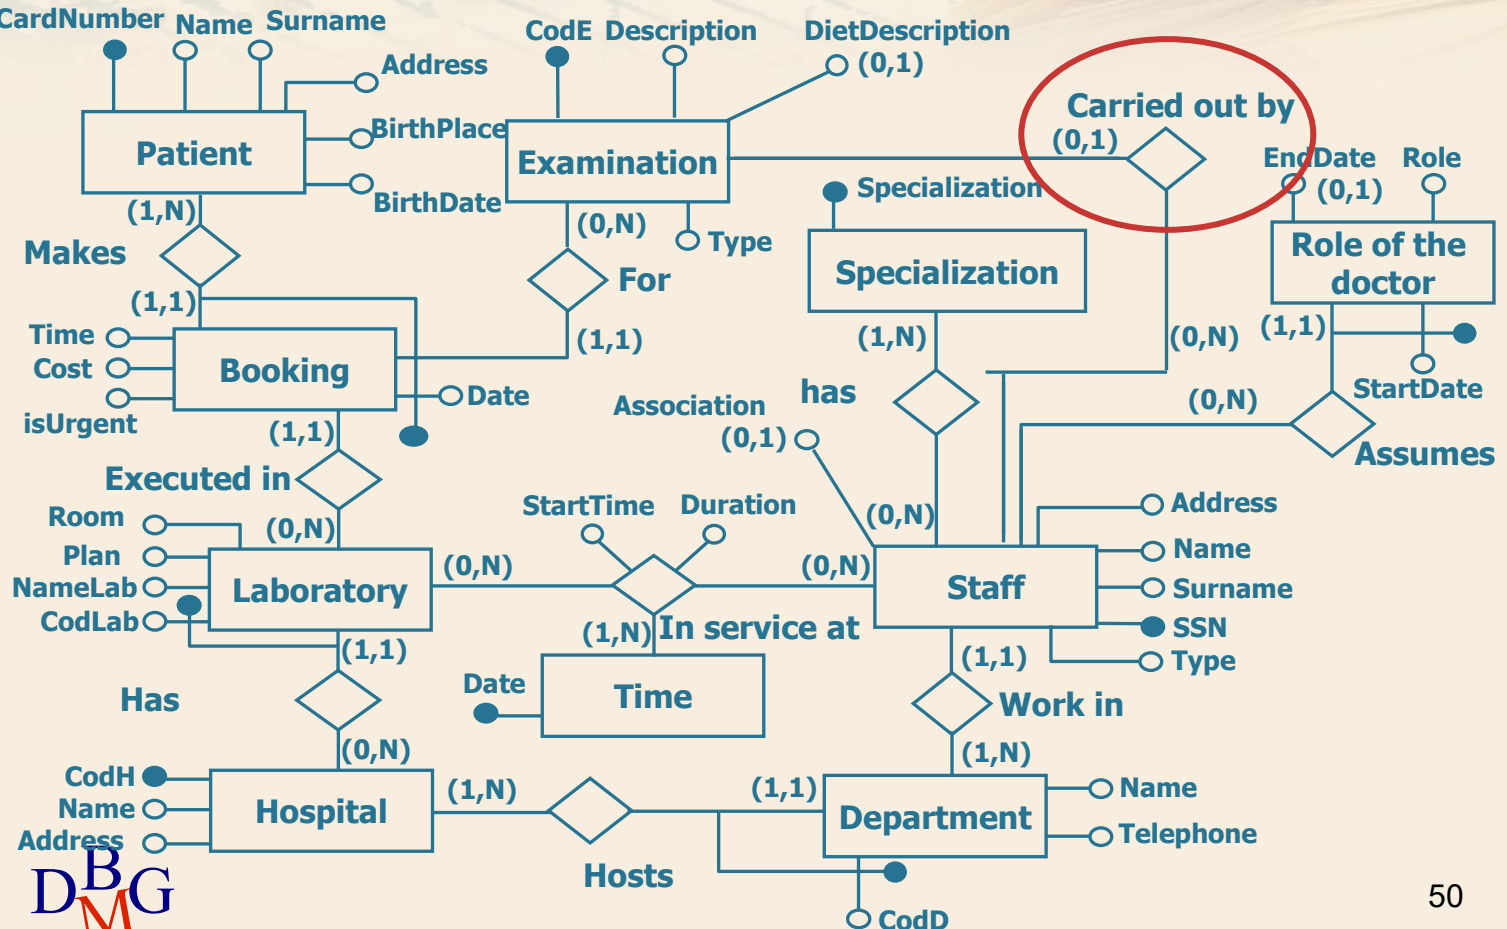 CardNumber
Name
Surname
CodE
Description
DietDescription
(0,1)
Address
Carried out by
(0,1)
Patient
BirthPlace
BirthDate
Examination
EndDate
(0,1)
Role
Specialization
(1,N)
(0,N)
Type
Makes
For
Specialization
Role of the
doctor
(1,1)
(1,1)
(1,N)
(0,N)
(1,1)
Time
Cost
isUrgent
Booking
Date
has
StartDate
Association
(0,1)
(0,N)
(1,1)
Assumes
Executed in
Room
Plan
NameLab
CodLab
(0,N)
StartTime
Duration
(0,N)
Address
Name
Surname
SSN
Type
Laboratory
(0,N)
(0,N)
Staff
(1,1)
(1,N)
In service at
(1,1)
Has
Date
Time
Work in
(0,N)
(1,N)
CodH
Name
Address
Hospital
(1,N)
(1,1)
Department
Name
Telephone
Hosts
CodD
DBMG
50